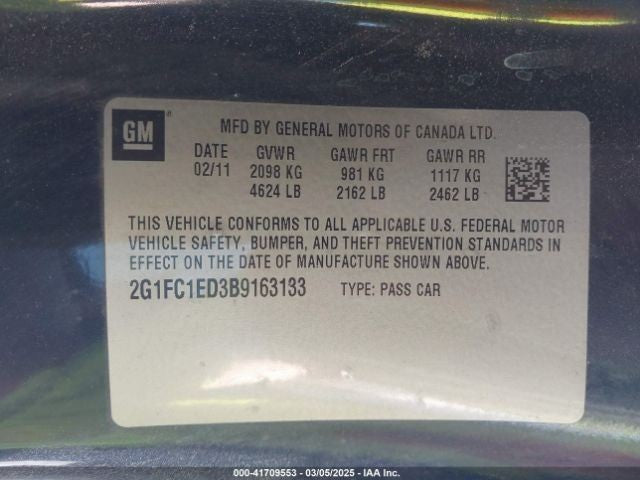 GM
MFD BY GENERAL MOTORS OF CANADA LTD.
DATE GVWR GAWR FRT GAWR RR
02/11 2098 KG 981 KG 1117 KG
4624 LB 2162 LB 2462 LB
THIS VEHICLE CONFORMS TO ALL APPLICABLE U.S. FEDERAL MOTOR
VEHICLE SAFETY, BUMPER, AND THEFT PREVENTION STANDARDS IN
EFFECT ON THE DATE OF MANUFACTURE SHOWN ABOVE.
2G1FC1ED3B9163133 TYPE: PASS CAR
000-41709553 — 03/05/2025 - IAA Inc.